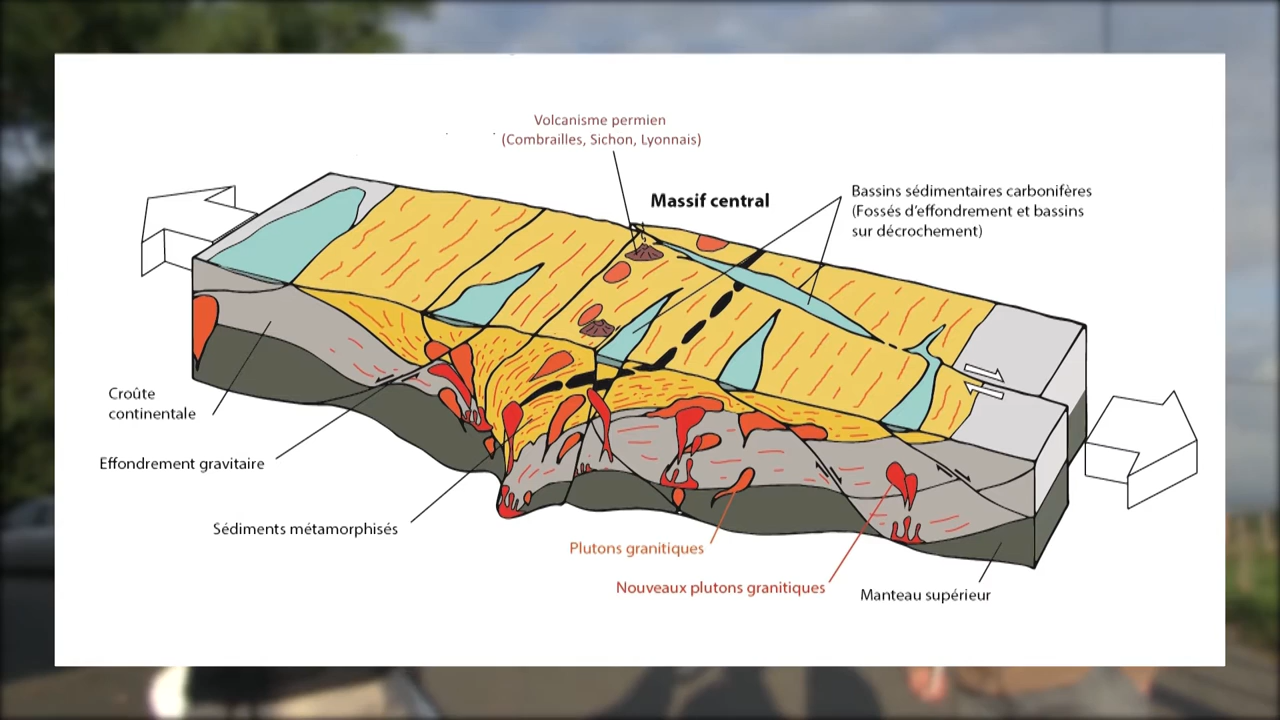 Volcanisme permien
(Combrailles, Sichon, Lyonnais)
Massif central
Bassins sédimentaires carbonifères
(Fossés d'effondrement et bassins
sur décrochement)
Croûte
continentale
Effondrement gravitaire
Sédiments métamorphisés
Plutons granitiques
Nouveaux plutons granitiques
Manteau supérieur